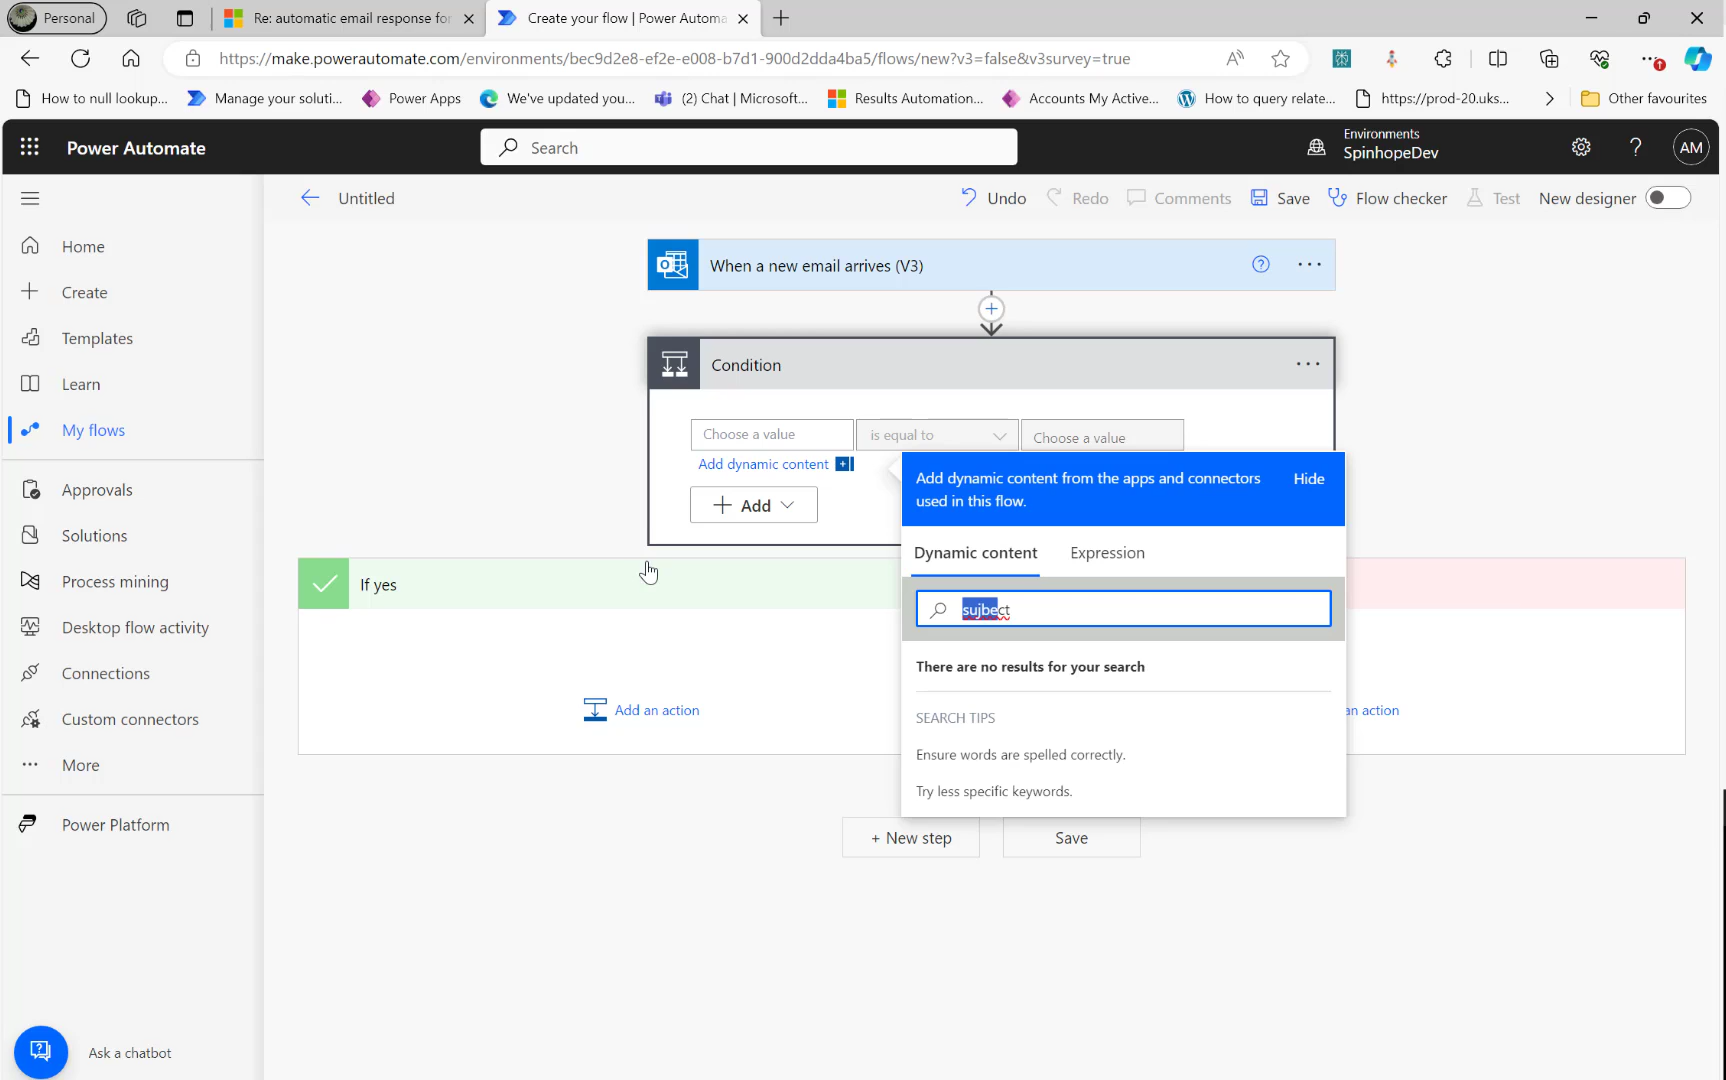 Personal
Re: automatic email response for
Create your flow | Power Automa
https://make.powerautomate.com/environments/bec9d2e8-ef2e-e008-b7d1-900d2dda4ba5/flows/new?v3=false&v3survey=true
How to null lookup...
Manage your soluti...
Power Apps
We've updated you...
(2) Chat | Microsoft...
Results Automation...
Accounts My Active...
How to query relate...
https://prod-20.uks...
Other favourites
Power Automate
Search
Environments
SpinhopeDev
AM
Untitled
Undo
Redo
Comments
Save
Flow checker
Test
New designer
Home
Create
Templates
Learn
My flows
Approvals
Solutions
Process mining
Desktop flow activity
Connections
Custom connectors
More
Power Platform
Ask a chatbot
When a new email arrives (V3)
Condition
Choose a value
is equal to
Choose a value
Add dynamic content
Add
Add dynamic content from the apps and connectors
used in this flow.
Hide
Dynamic content
Expression
sujbect
There are no results for your search
SEARCH TIPS
Ensure words are spelled correctly.
Try less specific keywords.
If yes
Add an action
an action
+ New step
Save